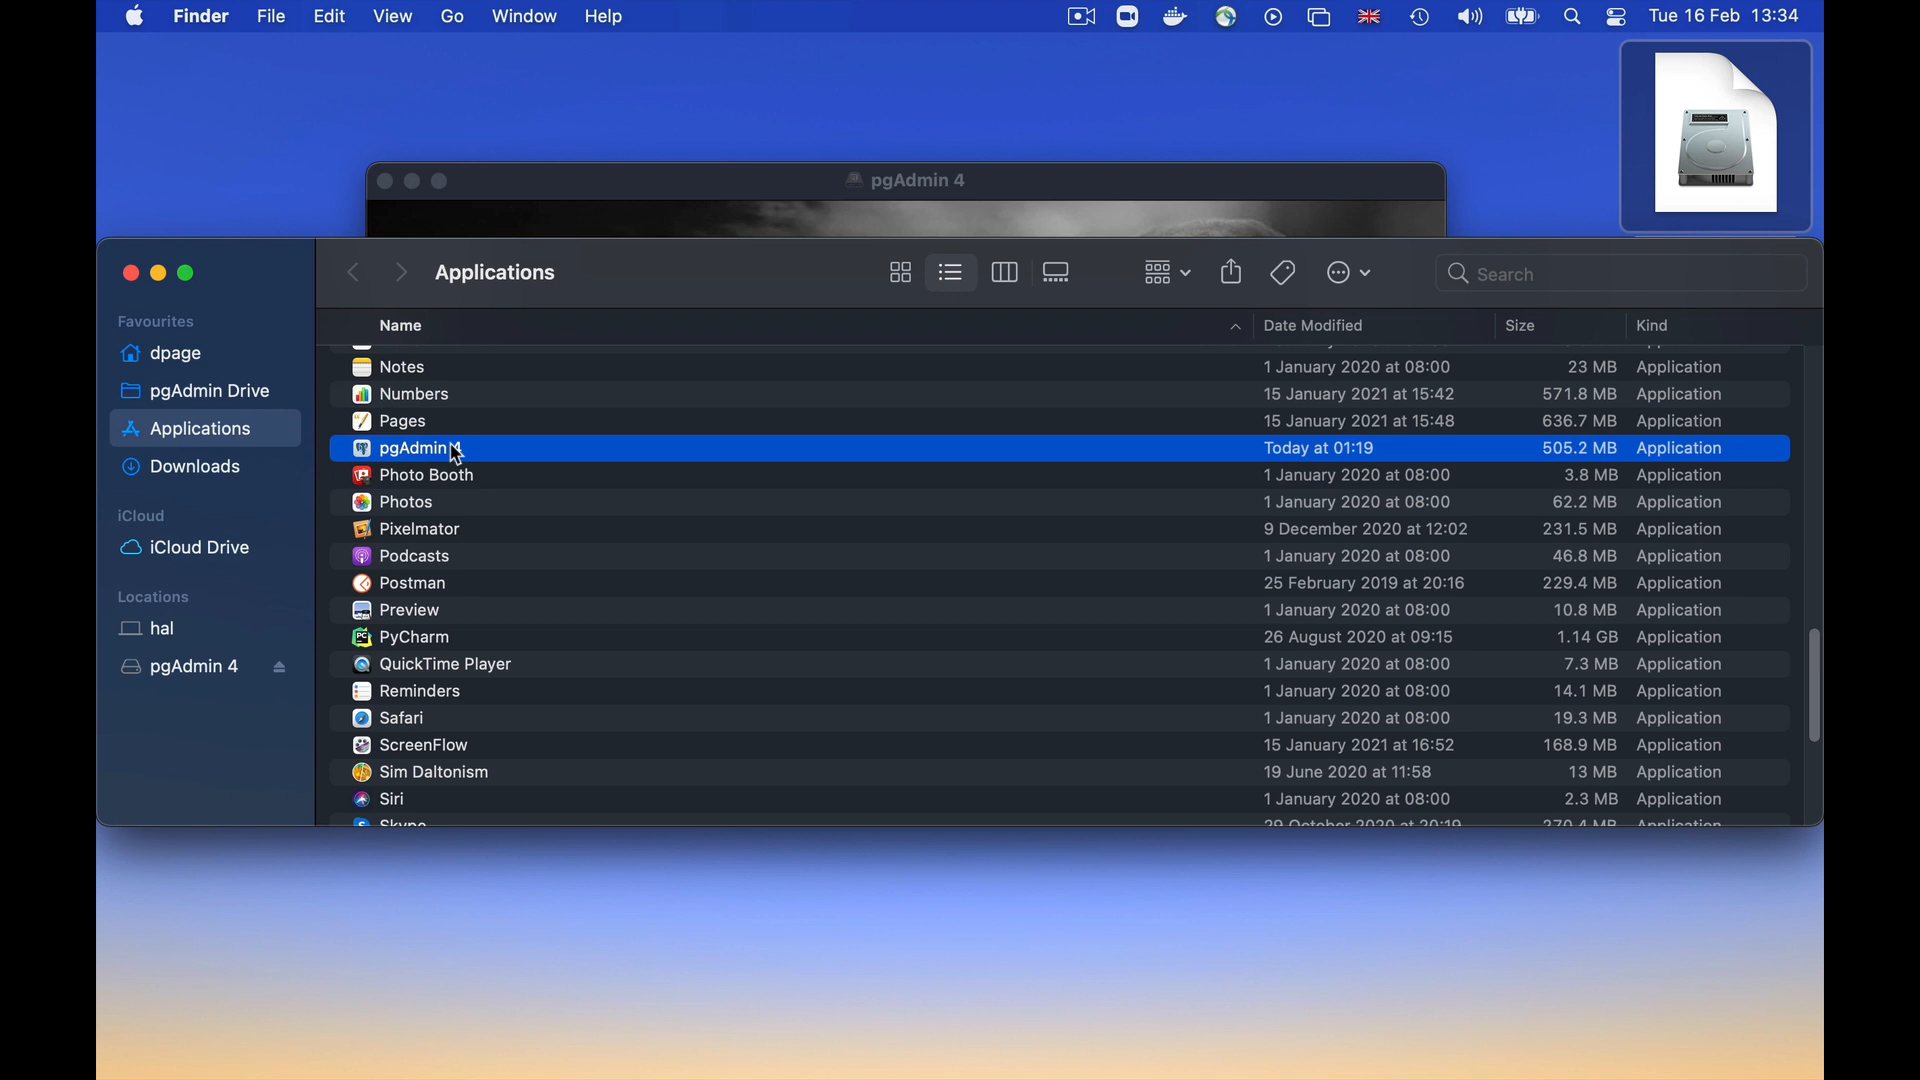 Finder File Edit View Go Window Help Tue 16 Feb 13:34
pgAdmin 4
Applications Search
Name Date Modified Size Kind
Favourites
dpage
pgAdmin Drive
Applications
Downloads
iCloud
iCloud Drive
Locations
hal
pgAdmin 4
Notes 1 January 2020 at 08:00 23 MB Application
Numbers 15 January 2021 at 15:42 571.8 MB Application
Pages 15 January 2021 at 15:48 636.7 MB Application
pgAdmin 4 Today at 01:19 505.2 MB Application
Photo Booth 1 January 2020 at 08:00 3.8 MB Application
Photos 1 January 2020 at 08:00 62.2 MB Application
Pixelmator 9 December 2020 at 12:02 231.5 MB Application
Podcasts 1 January 2020 at 08:00 46.8 MB Application
Postman 25 February 2019 at 20:16 229.4 MB Application
Preview 1 January 2020 at 08:00 10.8 MB Application
PyCharm 26 August 2020 at 09:15 1.14 GB Application
QuickTime Player 1 January 2020 at 08:00 7.3 MB Application
Reminders 1 January 2020 at 08:00 14.1 MB Application
Safari 1 January 2020 at 08:00 19.3 MB Application
ScreenFlow 15 January 2021 at 16:52 168.9 MB Application
Sim Daltonism 19 June 2020 at 11:58 13 MB Application
Siri 1 January 2020 at 08:00 2.3 MB Application
Skype 29 October 2020 at 20:19 270.4 MB Application